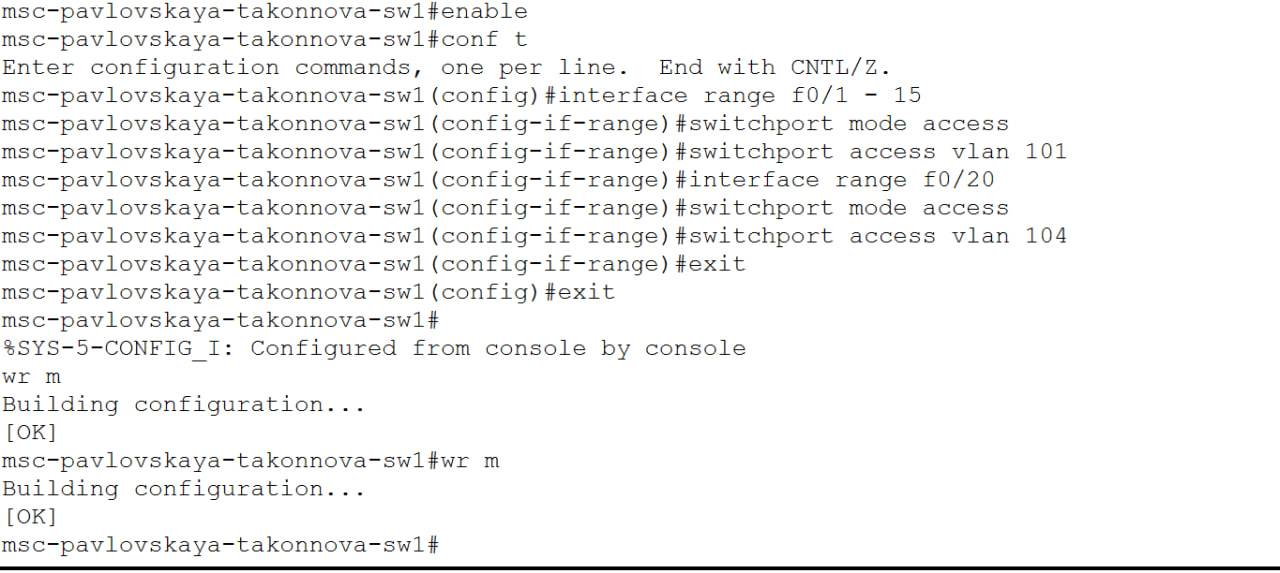 msc-pavlovskaya-takonnova-sw1#enable
msc-pavlovskaya-takonnova-sw1#conf t
Enter configuration commands, one per line.  End with CNTL/Z.
msc-pavlovskaya-takonnova-sw1(config)#interface range f0/1 - 15
msc-pavlovskaya-takonnova-sw1(config-if-range)#switchport mode access
msc-pavlovskaya-takonnova-sw1(config-if-range)#switchport access vlan 101
msc-pavlovskaya-takonnova-sw1(config-if-range)#interface range f0/20
msc-pavlovskaya-takonnova-sw1(config-if-range)#switchport mode access
msc-pavlovskaya-takonnova-sw1(config-if-range)#switchport access vlan 104
msc-pavlovskaya-takonnova-sw1(config-if-range)#exit
msc-pavlovskaya-takonnova-sw1(config)#exit
msc-pavlovskaya-takonnova-sw1#
%SYS-5-CONFIG_I: Configured from console by console
wr m
Building configuration...
[OK]
msc-pavlovskaya-takonnova-sw1#wr m
Building configuration...
[OK]
msc-pavlovskaya-takonnova-sw1#